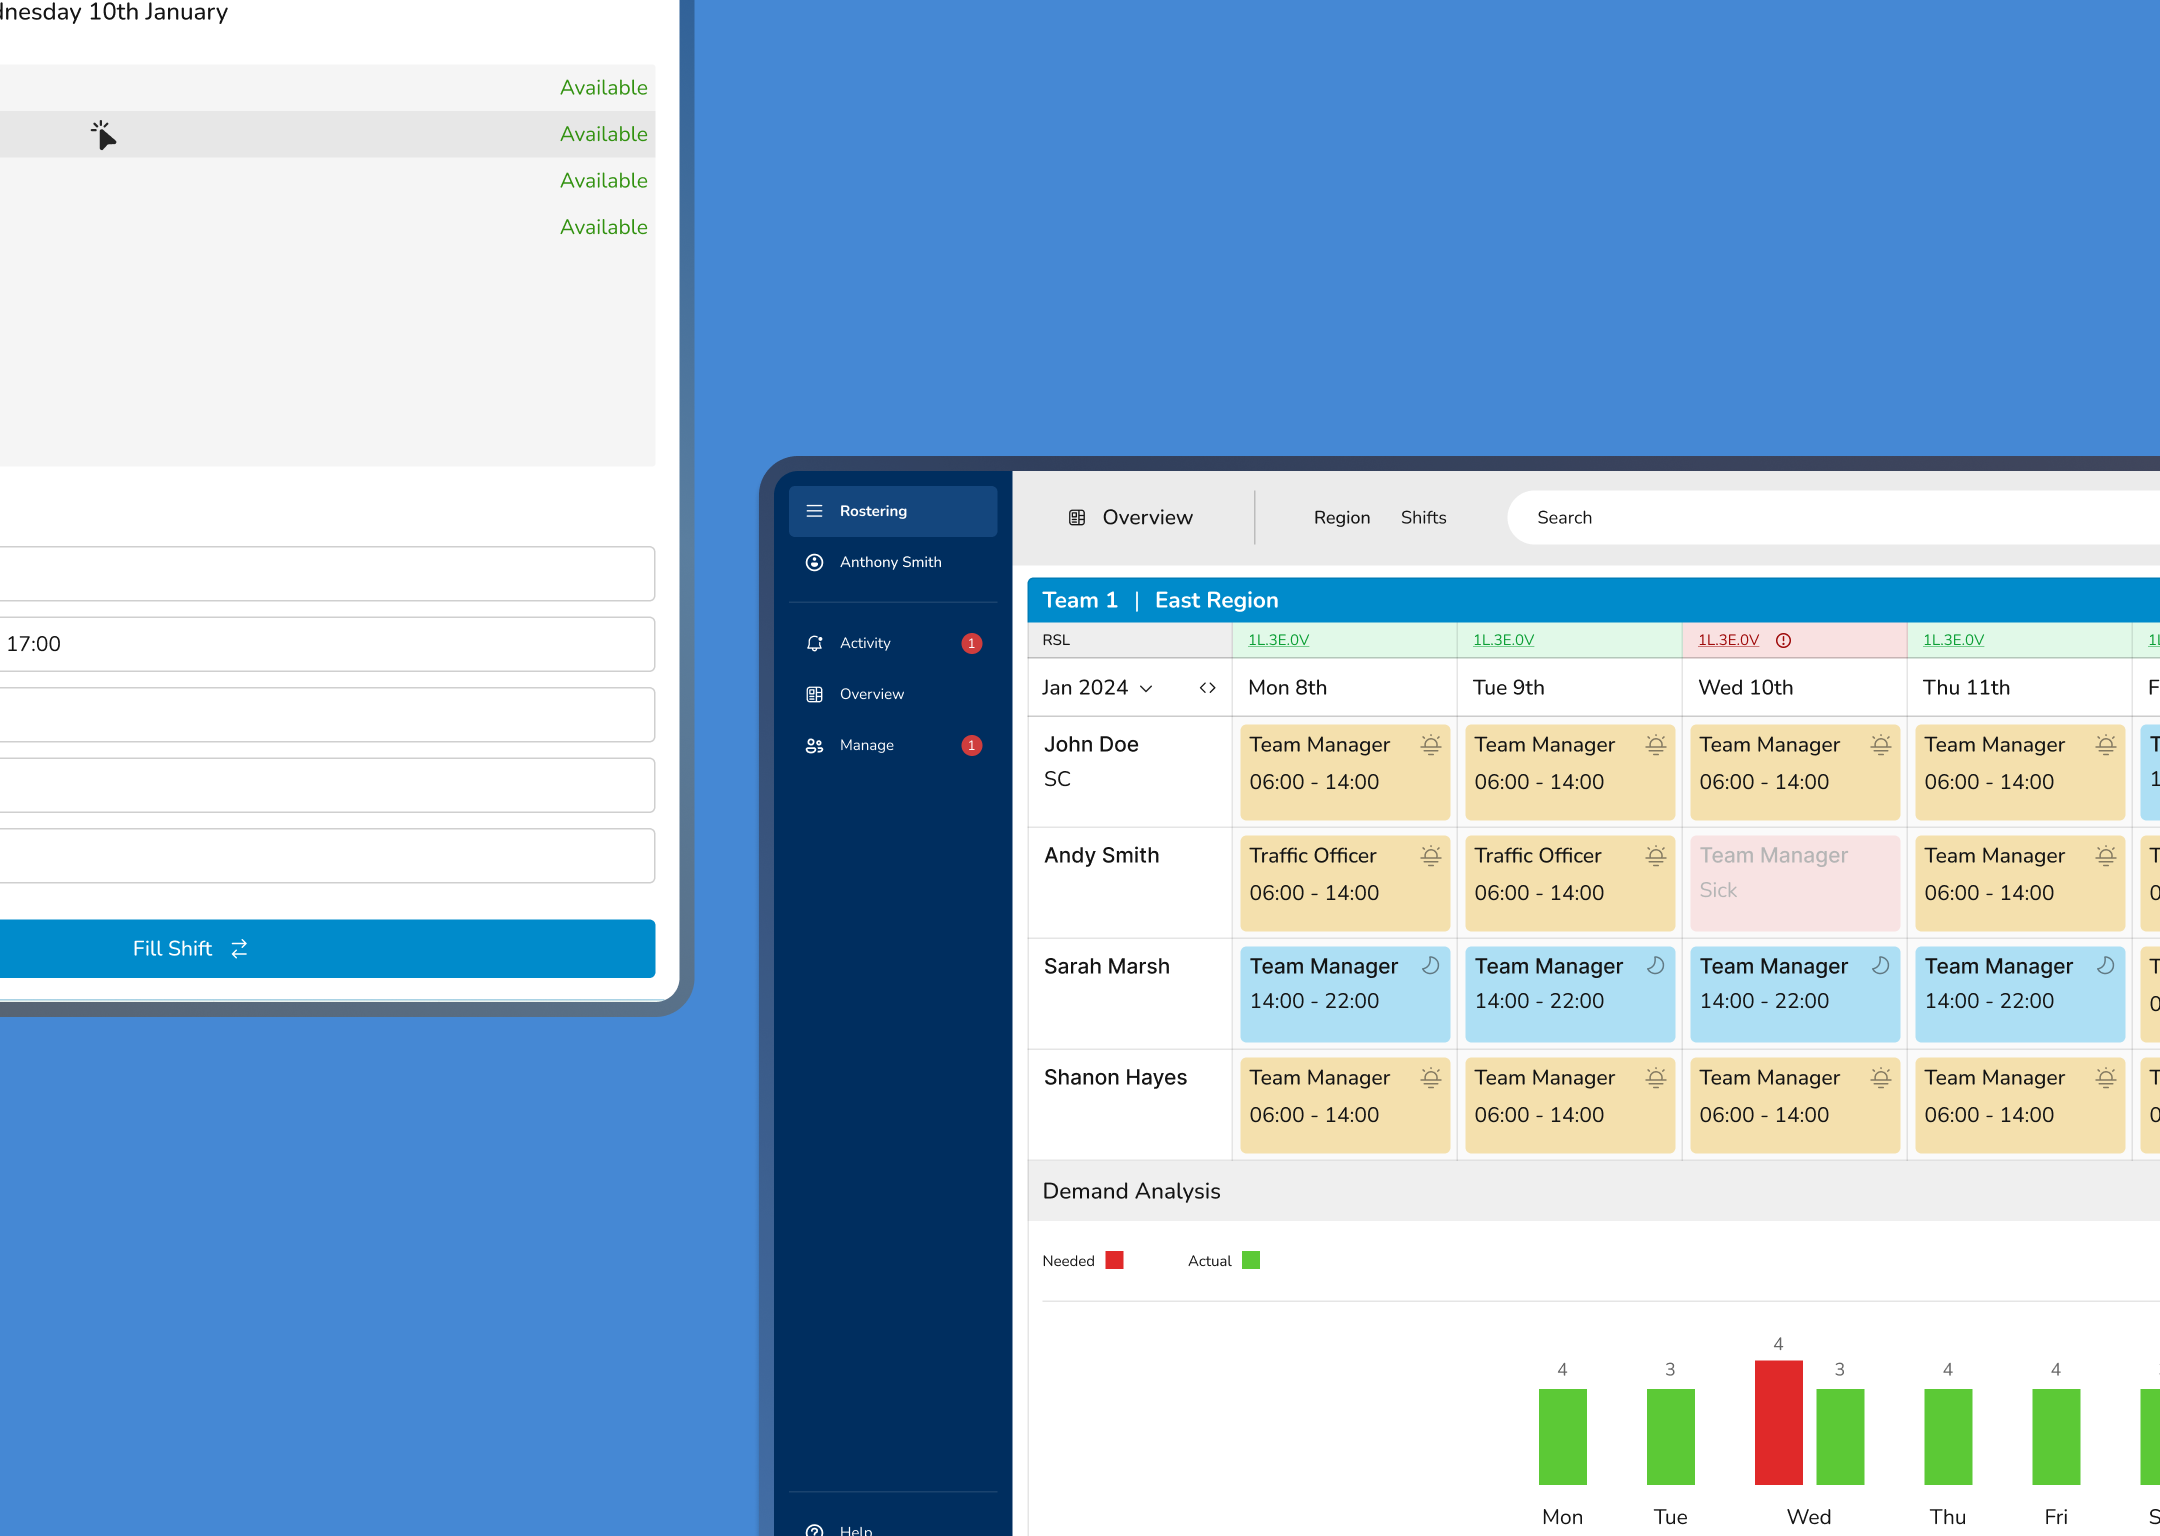 dnesday 10th January
Available
Available
Available
Available
17:00
Fill Shift
Rostering
Anthony Smith
Activity 1
Overview
Manage 1
Help
Overview Region Shifts Search
Team 1 | East Region
RSL 1L.3E.0V 1L.3E.0V 1L.3E.0V 1L.3E.0V 1L
Jan 2024 Mon 8th Tue 9th Wed 10th Thu 11th F
John Doe Team Manager Team Manager Team Manager Team Manager T
SC 06:00 - 14:00 06:00 - 14:00 06:00 - 14:00 06:00 - 14:00 1
Andy Smith Traffic Officer Traffic Officer Team Manager Team Manager T
06:00 - 14:00 06:00 - 14:00 Sick 06:00 - 14:00 0
Sarah Marsh Team Manager Team Manager Team Manager Team Manager T
14:00 - 22:00 14:00 - 22:00 14:00 - 22:00 14:00 - 22:00 0
Shanon Hayes Team Manager Team Manager Team Manager Team Manager T
06:00 - 14:00 06:00 - 14:00 06:00 - 14:00 06:00 - 14:00 0
Demand Analysis
Needed Actual
4
4 3 3 4 4
Mon Tue Wed Thu Fri S